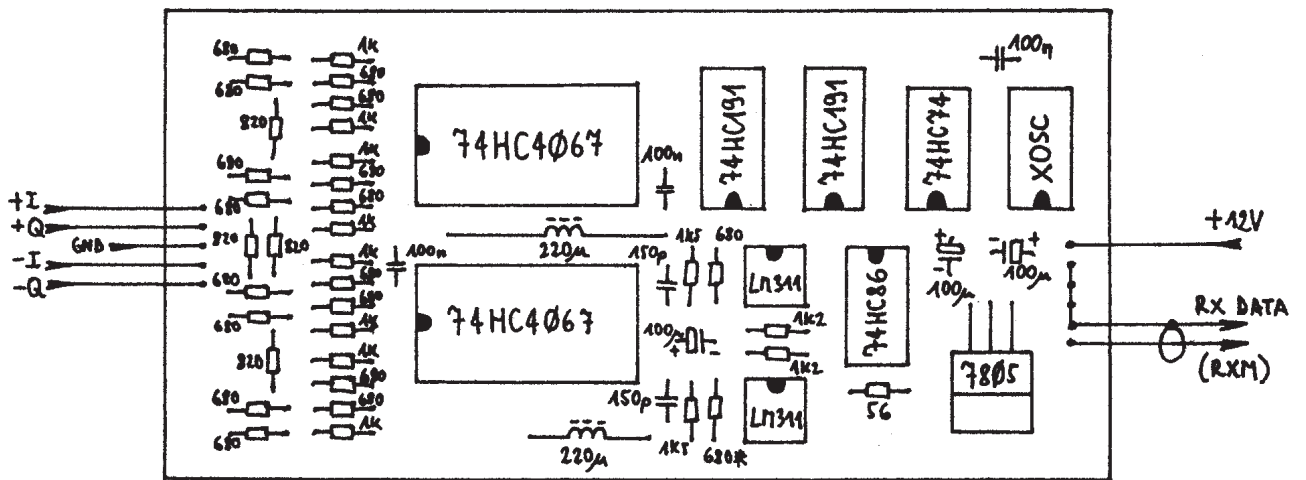 680
680
820
680
680
820
820
680
680
820
680
680
1k
680
680
1k
1k
680
680
1k
1k
680
680
1k
1k
680
680
1k
+I
+Q
GND
-I
-Q
74HC4Ø67
100n
220µ
100n
74HC4Ø67
220µ
74HC191
74HC191
74HC74
XOSC
100n
150p
1k5
680
LM311
100µ
+ -
1k2
1k2
150p
1k5
680*
LM311
74HC86
56
+
-
100µ
- +
100µ
78Ø5
+12V
RX DATA
(RXM)